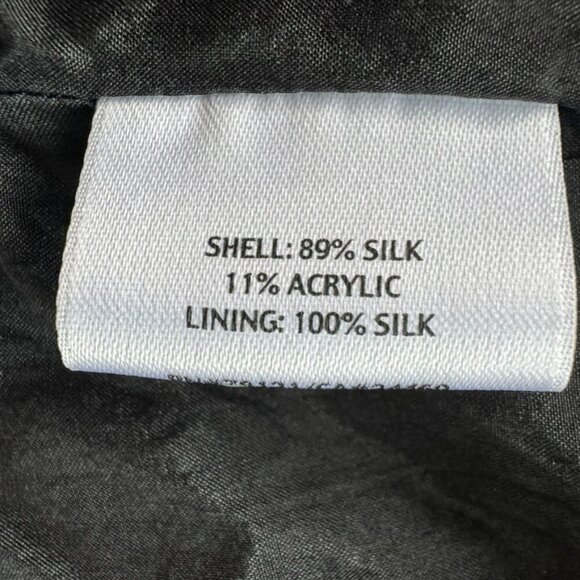 SHELL: 89% SILK
11% ACRYLIC
LINING: 100% SILK